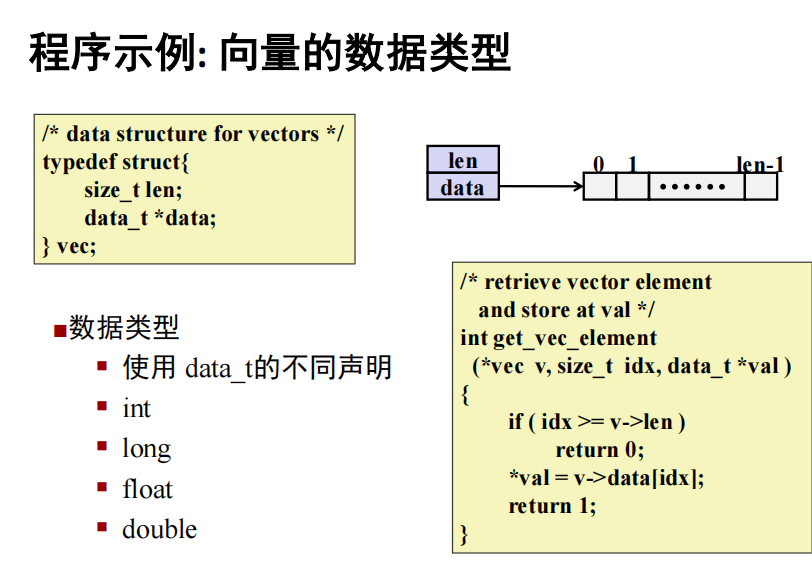 程序示例: 向量的数据类型
/* data structure for vectors */
typedef struct{
size_t len;
data_t *data;
} vec;
len
data
0 1 len-1
■数据类型
▪ 使用 data_t的不同声明
▪ int
▪ long
▪ float
▪ double
/* retrieve vector element
and store at val */
int get_vec_element
(*vec v, size_t idx, data_t *val )
{
if ( idx >= v->len )
return 0;
*val = v->data[idx];
return 1;
}